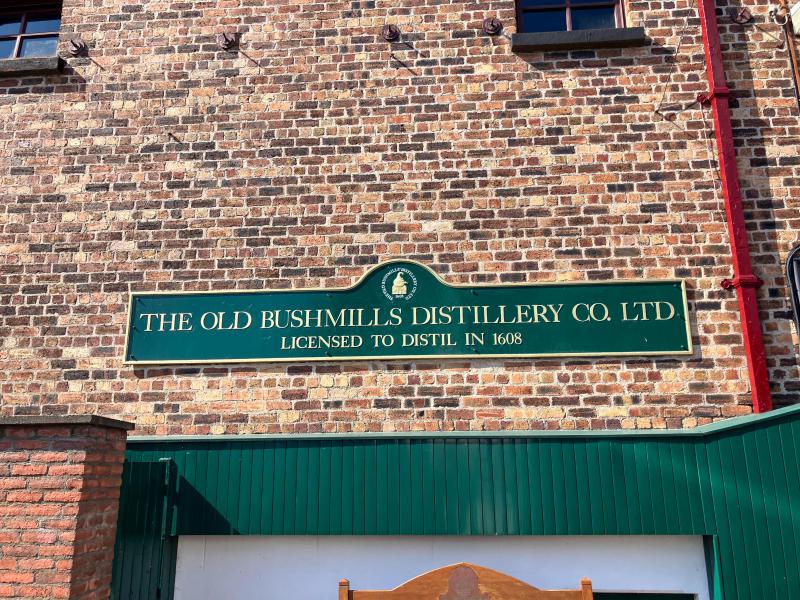 THE OLD BUSHMILLS DISTILLERY CO. LTD
LICENSED TO DISTIL IN 1608